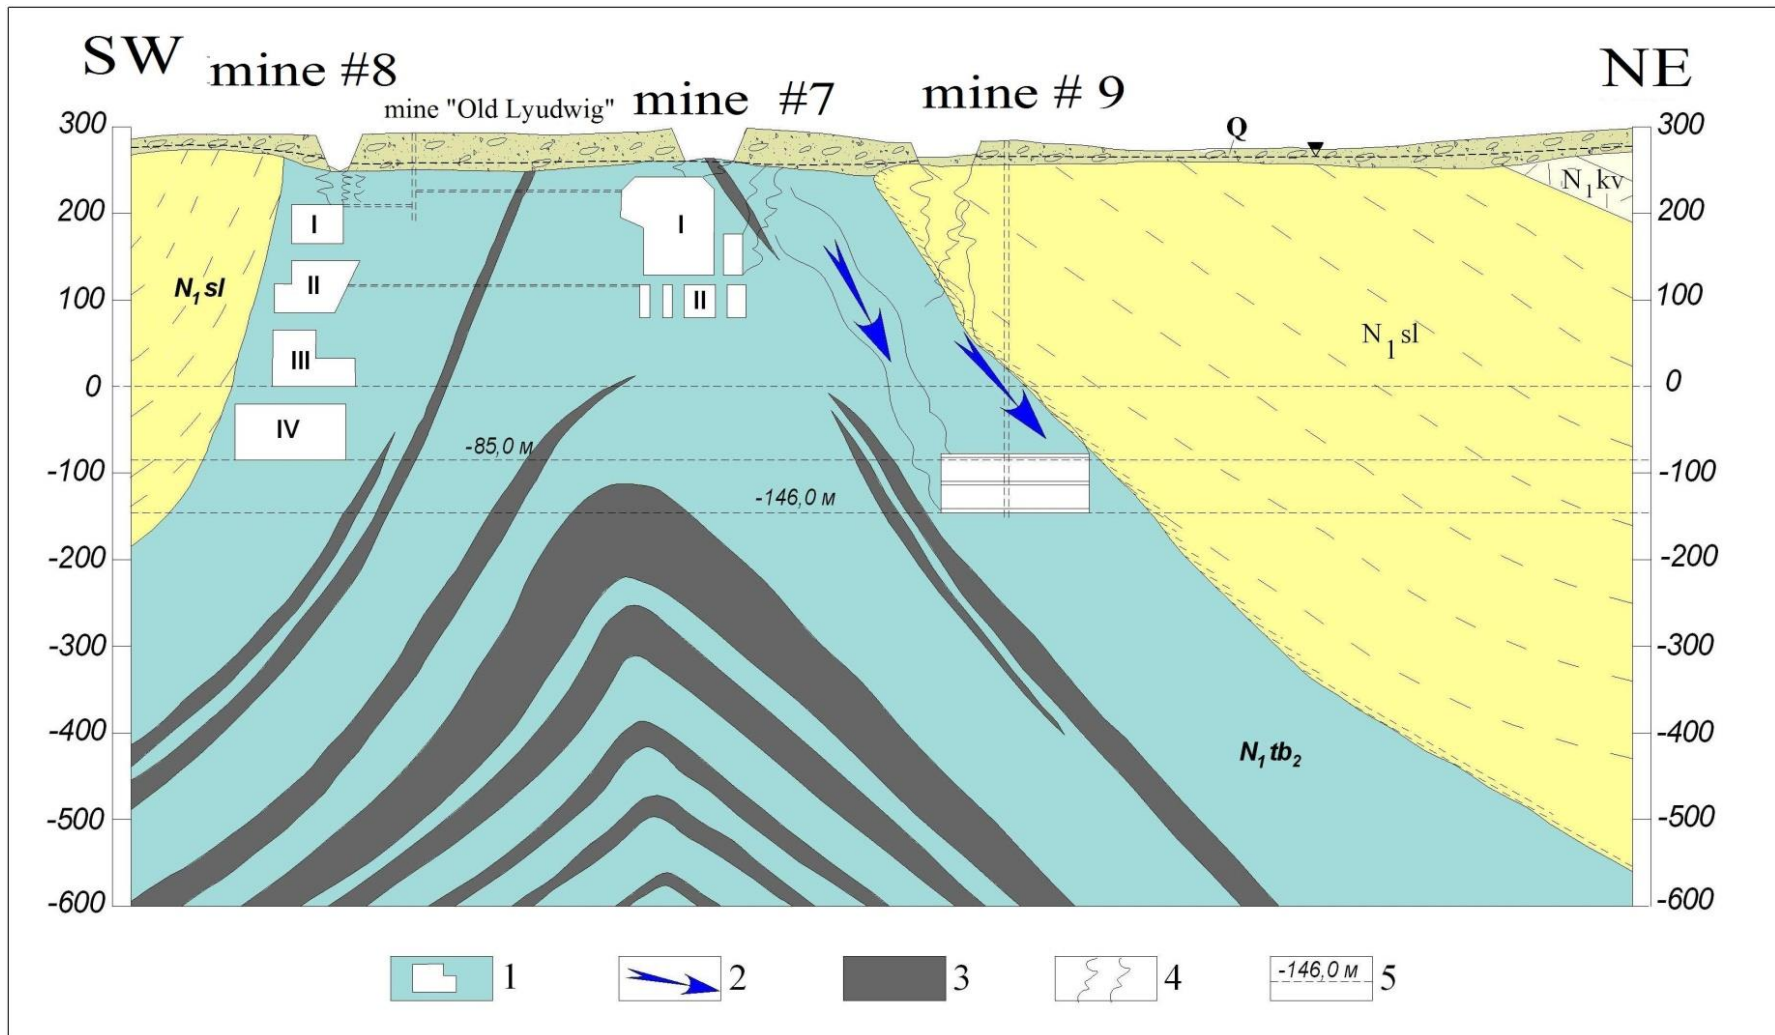 SW
mine #8
mine "Old Lyudwig"
mine #7
mine # 9
NE
300
200
100
0
-100
-200
-300
-400
-500
-600
300
200
100
0
-100
-200
-300
-400
-500
-600
Q
N₁kv
N₁sl
N₁sl
N₁tb₂
I
II
III
IV
I
II
-85,0 м
-146,0 м
1
2
3
4
-146,0 м
5